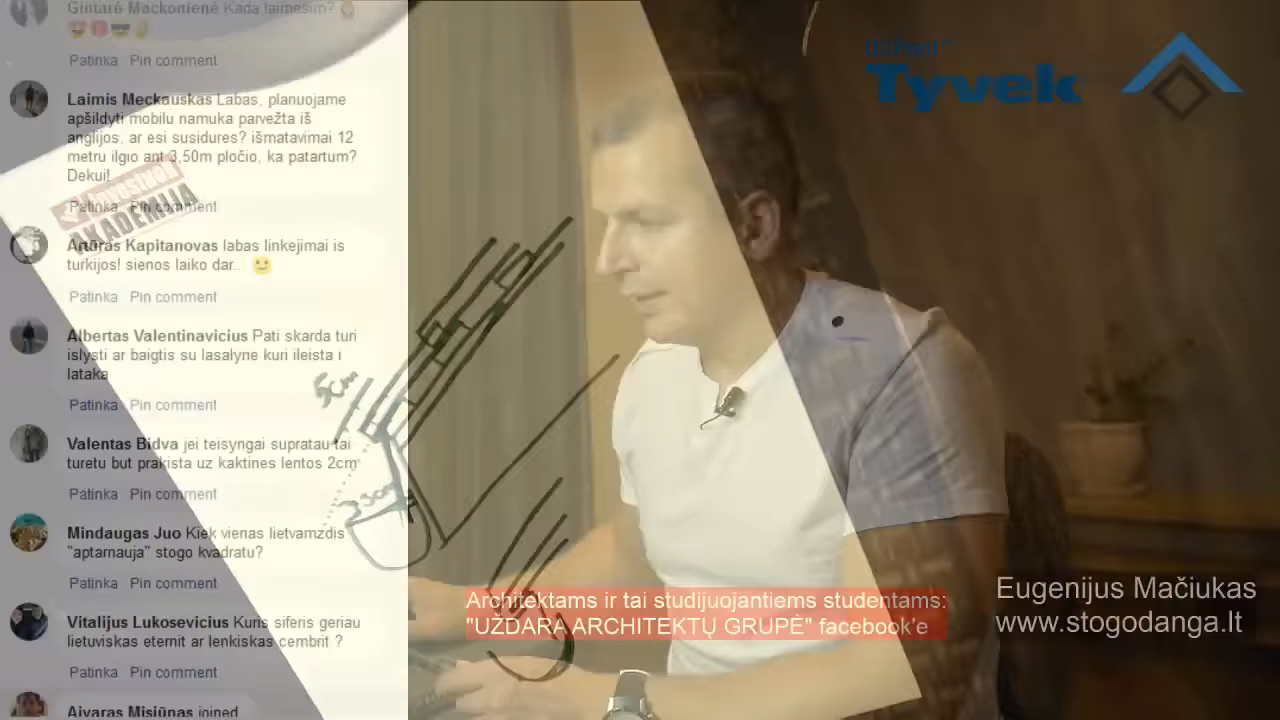 Gintarė Mackonienė Kada laimėsim?
Patinka Pin comment
Laimis Meckauskas Labas, planuojame
apšildyti mobilu namuka parvežta iš
anglijos, ar esi susidures? išmatavimai 12
metru ilgio ant 3,50m pločio, ka patartum?
Dekui!
Patinka Pin comment
AKADEMIJA
Artūras Kapitanovas labas linkejimai is
turkijos! sienos laiko dar..
Patinka Pin comment
Albertas Valentinavicius Pati skarda turi
islysti ar baigtis su lasalyne kuri ileista i
lataka
Patinka Pin comment
Valentas Bidva jei teisyngai supratau tai
turetu but prakista uz kaktines lentos 2cm
Patinka Pin comment
Mindaugas Juo Kiek vienas lietvamzdis
"aptarnauja" stogo kvadratu?
Patinka Pin comment
Vitalijus Lukosevicius Kuris siferis geriau
lietuviskas eternit ar lenkiskas cembrit ?
Patinka Pin comment
Aivaras Misiūnas joined
5cm
DuPont™
Tyvek
Architektams ir tai studijuojantiems studentams:
"UŽDARA ARCHITEKTŲ GRUPĖ" facebook'e
Eugenijus Mačiukas
www.stogodanga.lt